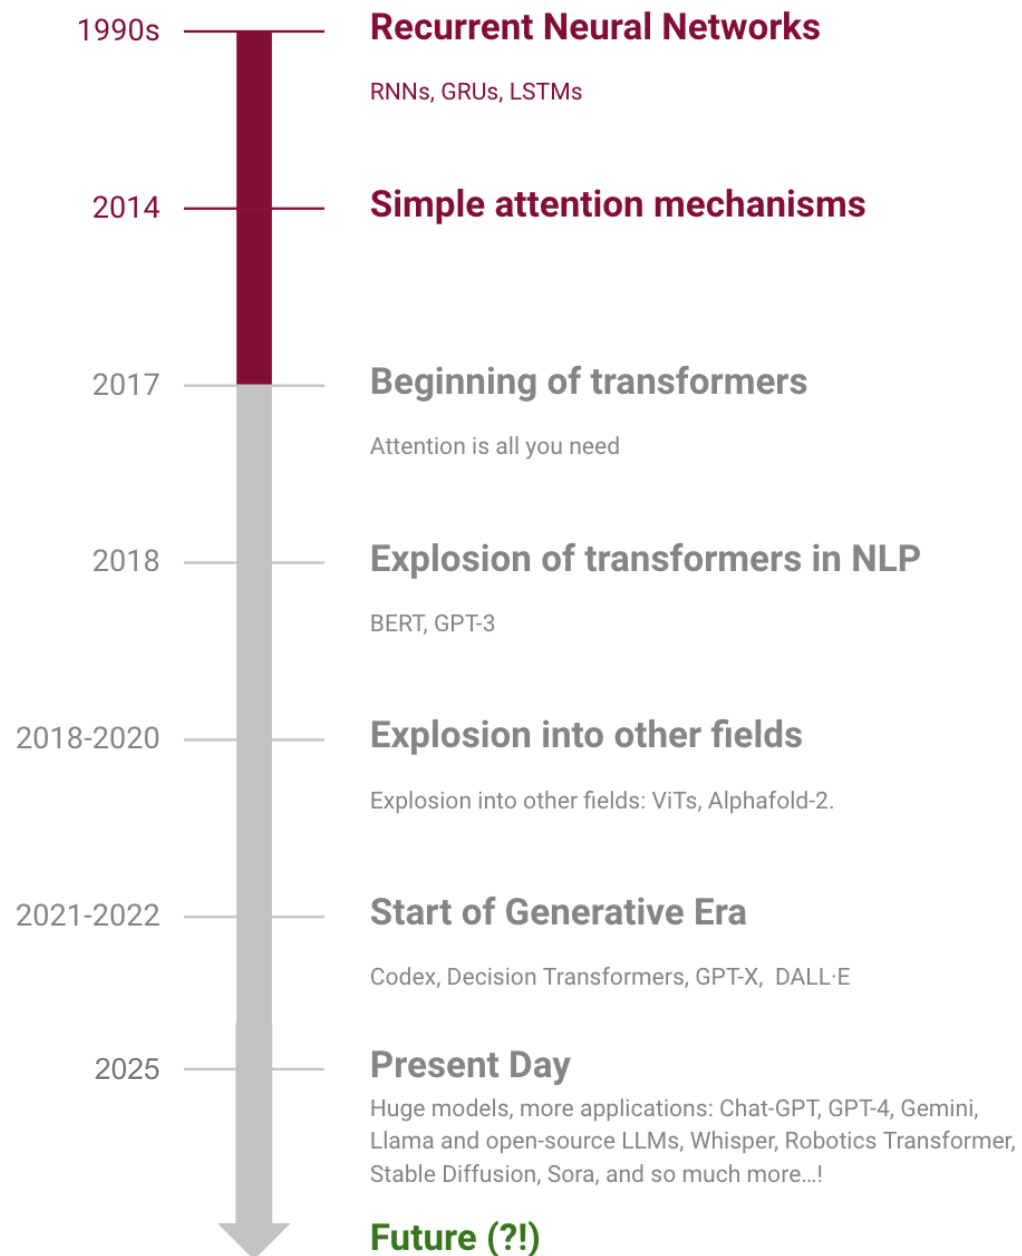 1990s
Recurrent Neural Networks
RNNs, GRUs, LSTMs
2014
Simple attention mechanisms
2017
Beginning of transformers
Attention is all you need
2018
Explosion of transformers in NLP
BERT, GPT-3
2018-2020
Explosion into other fields
Explosion into other fields: ViTs, Alphafold-2.
2021-2022
Start of Generative Era
Codex, Decision Transformers, GPT-X,  DALL·E
2025
Present Day
Huge models, more applications: Chat-GPT, GPT-4, Gemini,
Llama and open-source LLMs, Whisper, Robotics Transformer,
Stable Diffusion, Sora, and so much more…!
Future (?!)